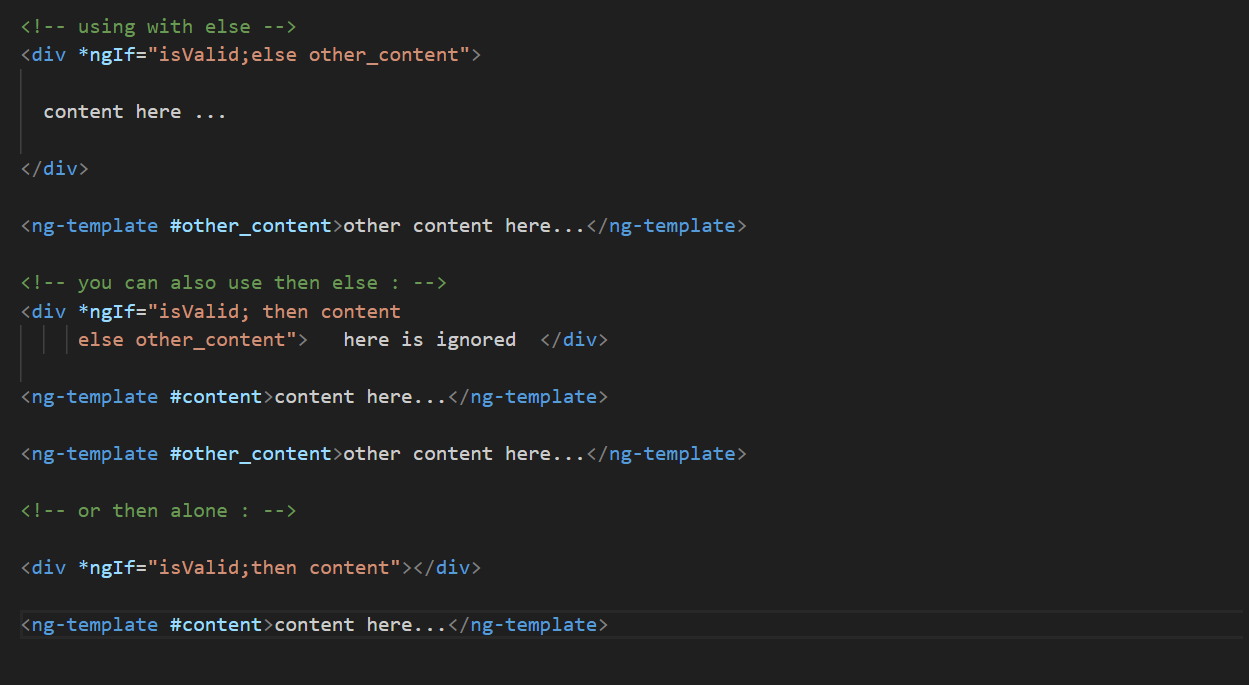 <!-- using with else -->
<div *ngIf="isValid;else other_content">
content here ...
</div>
<ng-template #other_content>other content here...</ng-template>
<!-- you can also use then else : -->
<div *ngIf="isValid; then content
else other_content">   here is ignored  </div>
<ng-template #content>content here...</ng-template>
<ng-template #other_content>other content here...</ng-template>
<!-- or then alone : -->
<div *ngIf="isValid;then content"></div>
<ng-template #content>content here...</ng-template>